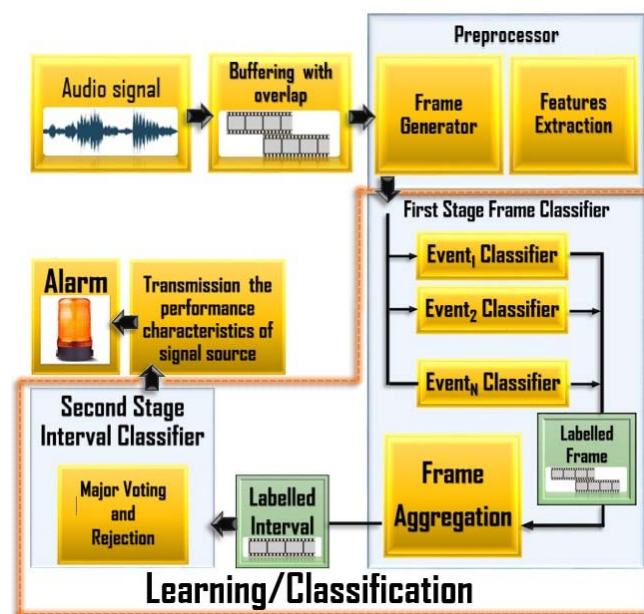 Audio signal
Buffering with
overlap
Preprocessor
Frame
Generator
Features
Extraction
First Stage Frame Classifier
Event₁ Classifier
Event₂ Classifier
Eventɴ Classifier
Labelled
Frame
Frame
Aggregation
Labelled
Interval
Second Stage
Interval Classifier
Major Voting
and
Rejection
Transmission the
performance
characteristics of
signal source
Alarm
Learning/Classification